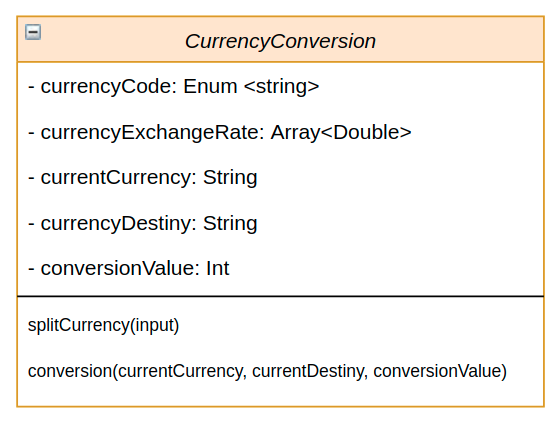 CurrencyConversion
- currencyCode: Enum <string>
- currencyExchangeRate: Array<Double>
- currentCurrency: String
- currencyDestiny: String
- conversionValue: Int
splitCurrency(input)
conversion(currentCurrency, currentDestiny, conversionValue)